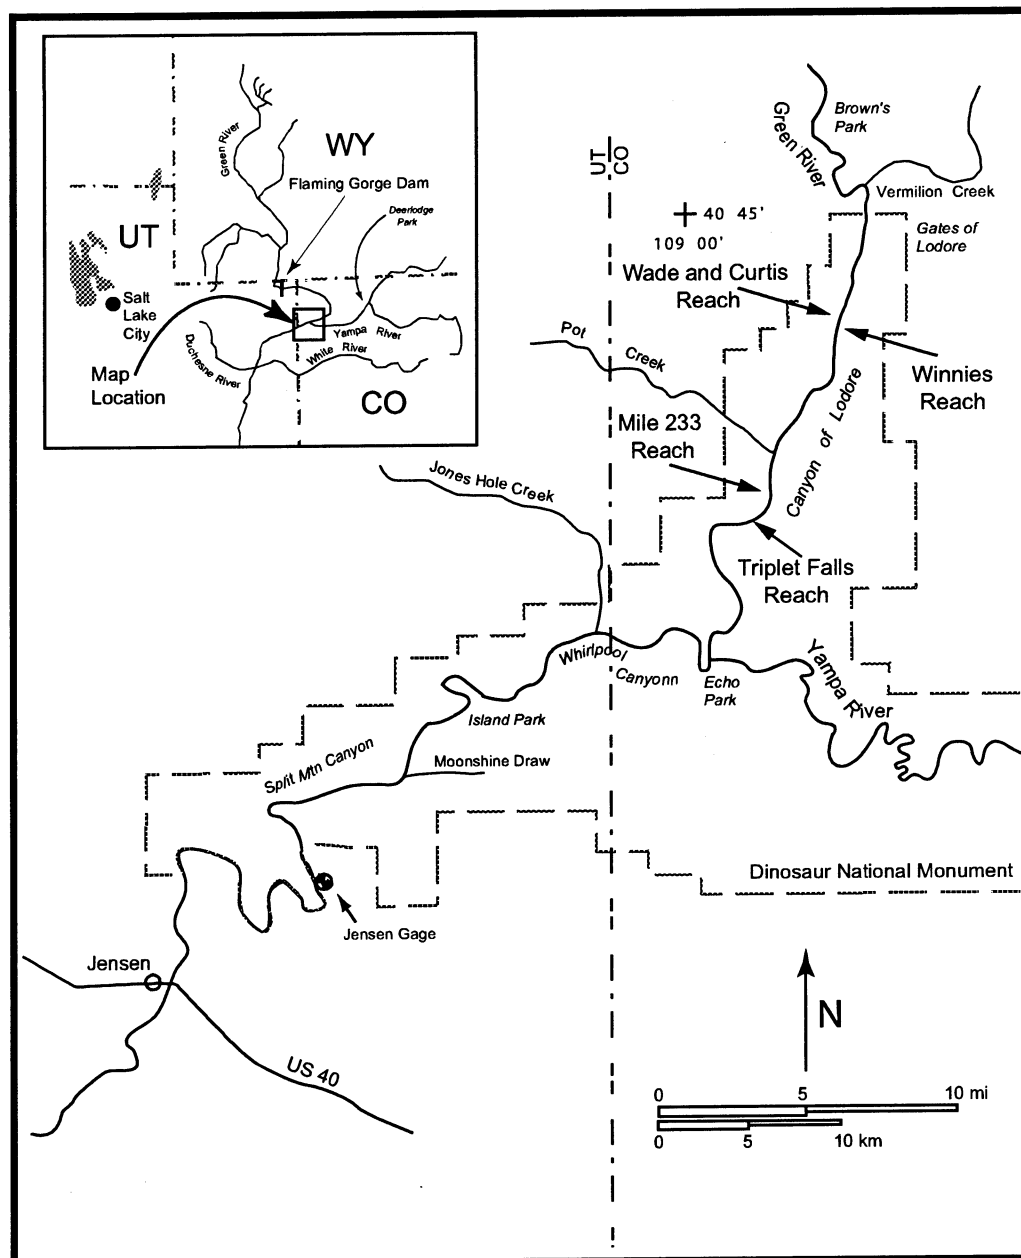 WY
Green River
Flaming Gorge Dam
Deerlodge
Park
UT
Salt
Lake
City
Yampa River
White River
Duchesne River
Map
Location
CO
UT
CO
40 45'
109 00'
Green River
Brown's
Park
Vermilion Creek
Gates of
Lodore
Wade and Curtis
Reach
Pot Creek
Winnies
Reach
Mile 233
Reach
Canyon of Lodore
Jones Hole Creek
Triplet Falls
Reach
Whirlpool
Canyonn
Echo
Park
Yampa River
Island Park
Split Mtn Canyon
Moonshine Draw
Dinosaur National Monument
Jensen Gage
Jensen
US 40
N
0 5 10 mi
0 5 10 km